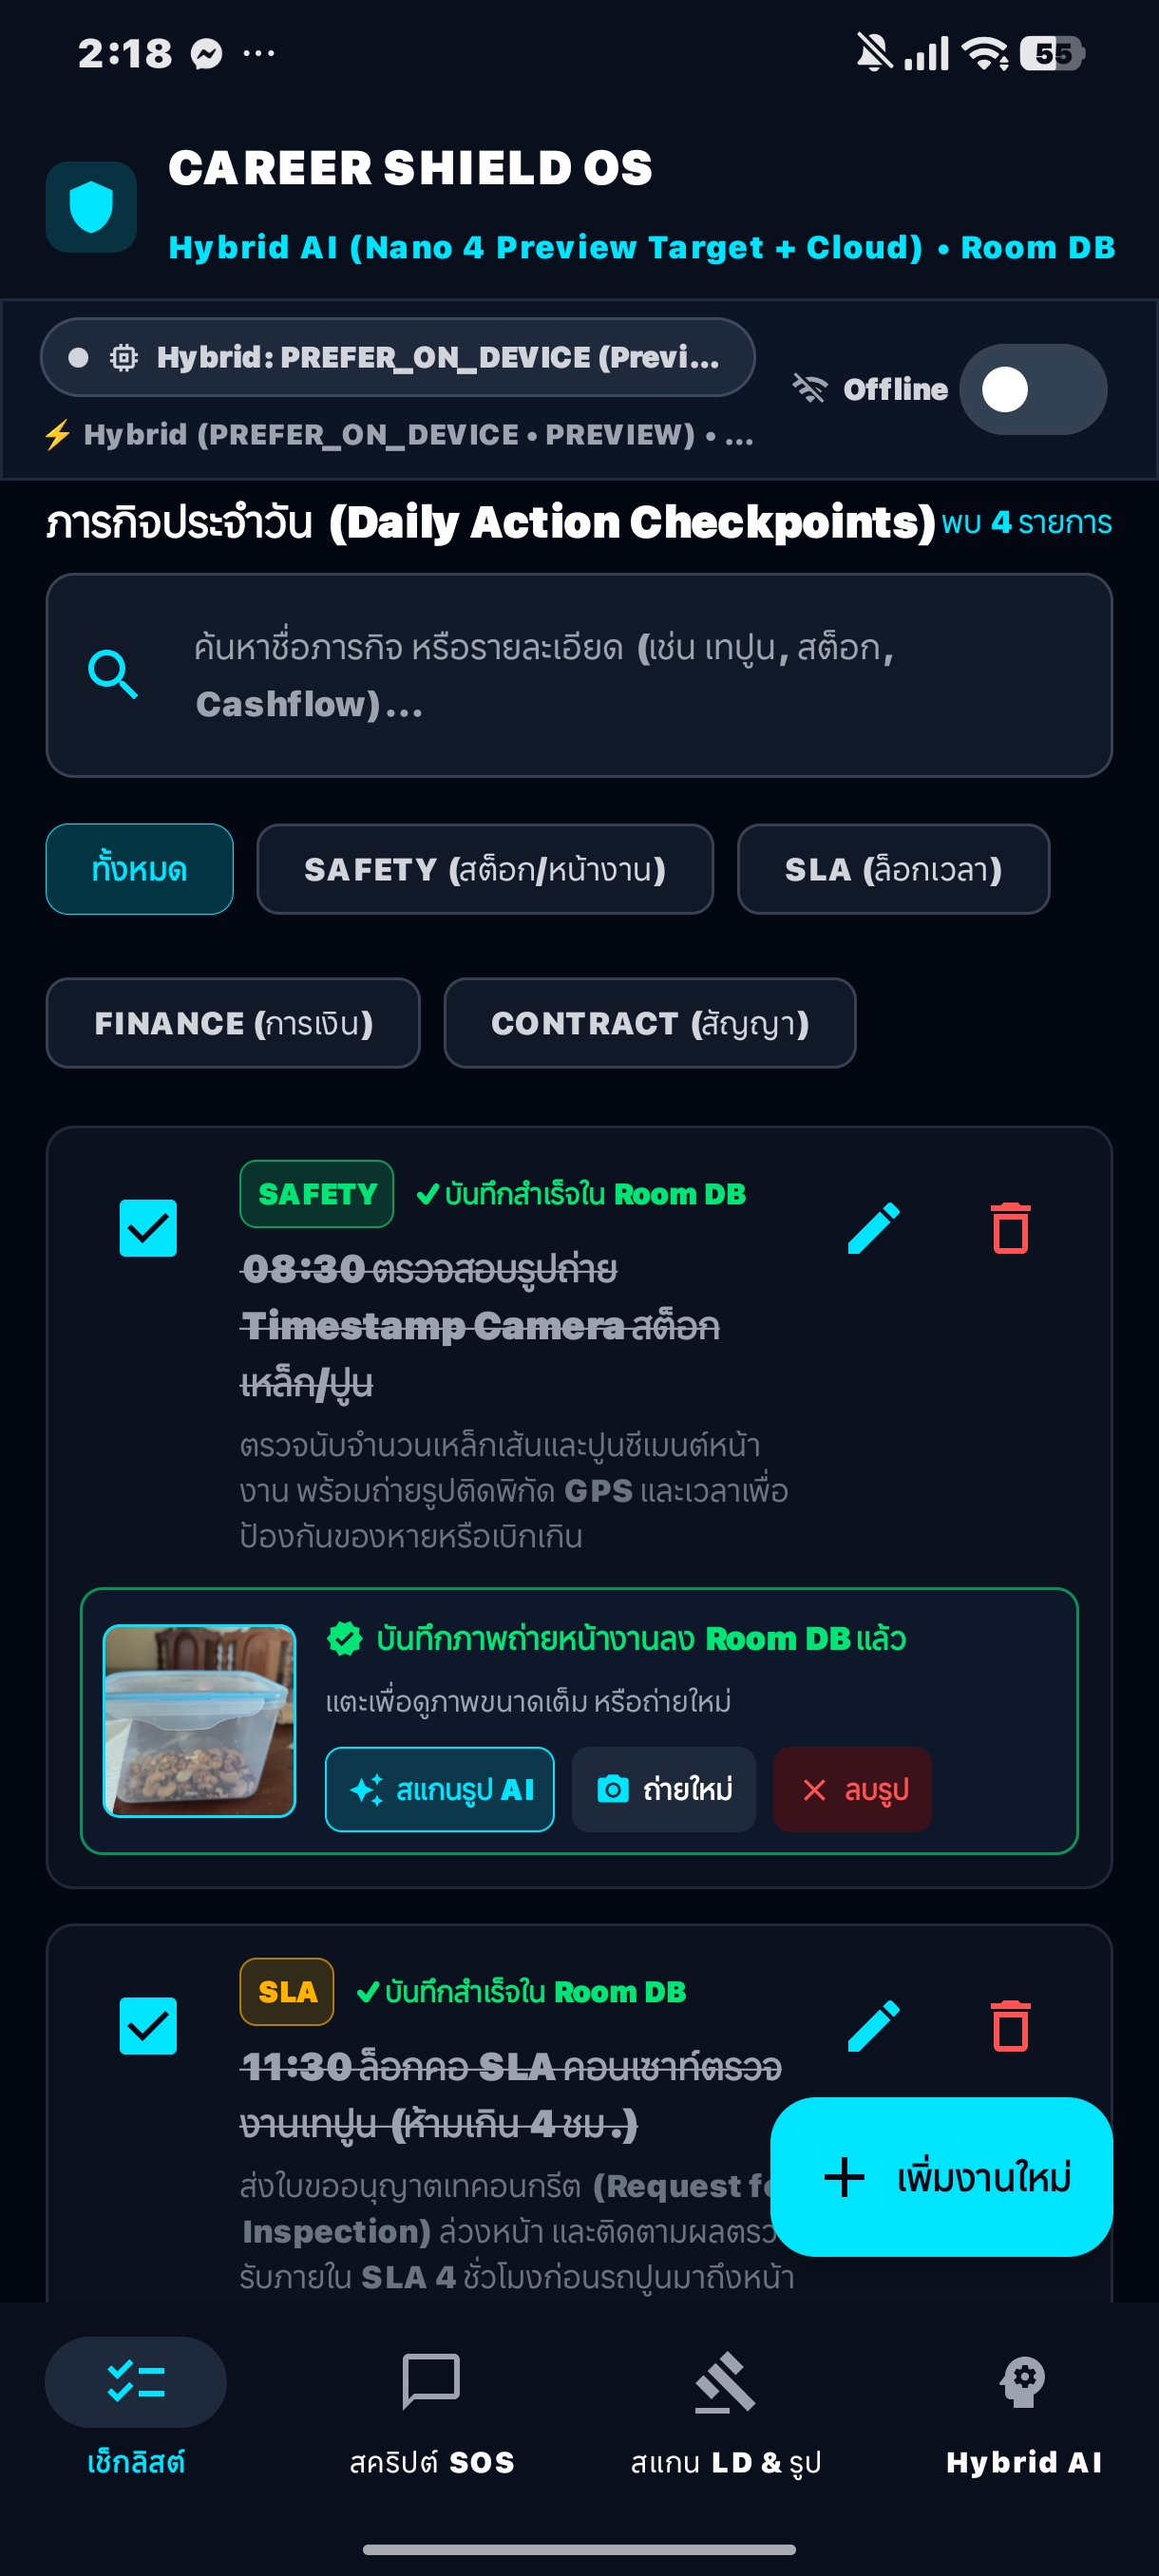 2:18 ...
55
CAREER SHIELD OS
Hybrid AI (Nano 4 Preview Target + Cloud) • Room DB
Hybrid: PREFER_ON_DEVICE (Previ...
Offline
⚡ Hybrid (PREFER_ON_DEVICE • PREVIEW) • ...
ภารกิจประจำวัน (Daily Action Checkpoints) พบ 4 รายการ
ค้นหาชื่อภารกิจ หรือรายละเอียด (เช่น เทปูน, สต็อก,
Cashflow)...
ทั้งหมด
SAFETY (สต็อก/หน้างาน)
SLA (ล็อกเวลา)
FINANCE (การเงิน)
CONTRACT (สัญญา)
SAFETY ✔ บันทึกสำเร็จใน Room DB
08:30 ตรวจสอบรูปถ่าย
Timestamp Camera สต็อก
เหล็ก/ปูน
ตรวจนับจำนวนเหล็กเส้นและปูนซีเมนต์หน้า
งาน พร้อมถ่ายรูปติดพิกัด GPS และเวลาเพื่อ
ป้องกันของหายหรือเบิกเกิน
บันทึกภาพถ่ายหน้างานลง Room DB แล้ว
แตะเพื่อดูภาพขนาดเต็ม หรือถ่ายใหม่
สแกนรูป AI
ถ่ายใหม่
ลบรูป
SLA ✔ บันทึกสำเร็จใน Room DB
11:30 ล็อกคอ SLA คอนเซาท์ตรวจ
งานเทปูน (ห้ามเกิน 4 ชม.)
ส่งใบขออนุญาตเทคอนกรีต (Request
Inspection) ล่วงหน้า และติดตามผลตรว
รับภายใน SLA 4 ชั่วโมงก่อนรถปูนมาถึงหน้า
เพิ่มงานใหม่
เช็กลิสต์
สคริปต์ SOS
สแกน LD & รูป
Hybrid AI